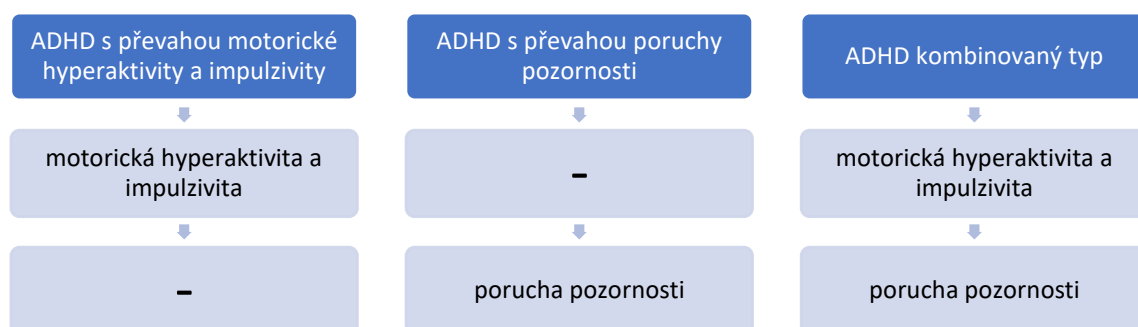 ADHD s převahou motorické
hyperaktivity a impulzivity
motorická hyperaktivita a
impulzivita
–
ADHD s převahou poruchy
pozornosti
–
porucha pozornosti
ADHD kombinovaný typ
motorická hyperaktivita a
impulzivita
porucha pozornosti